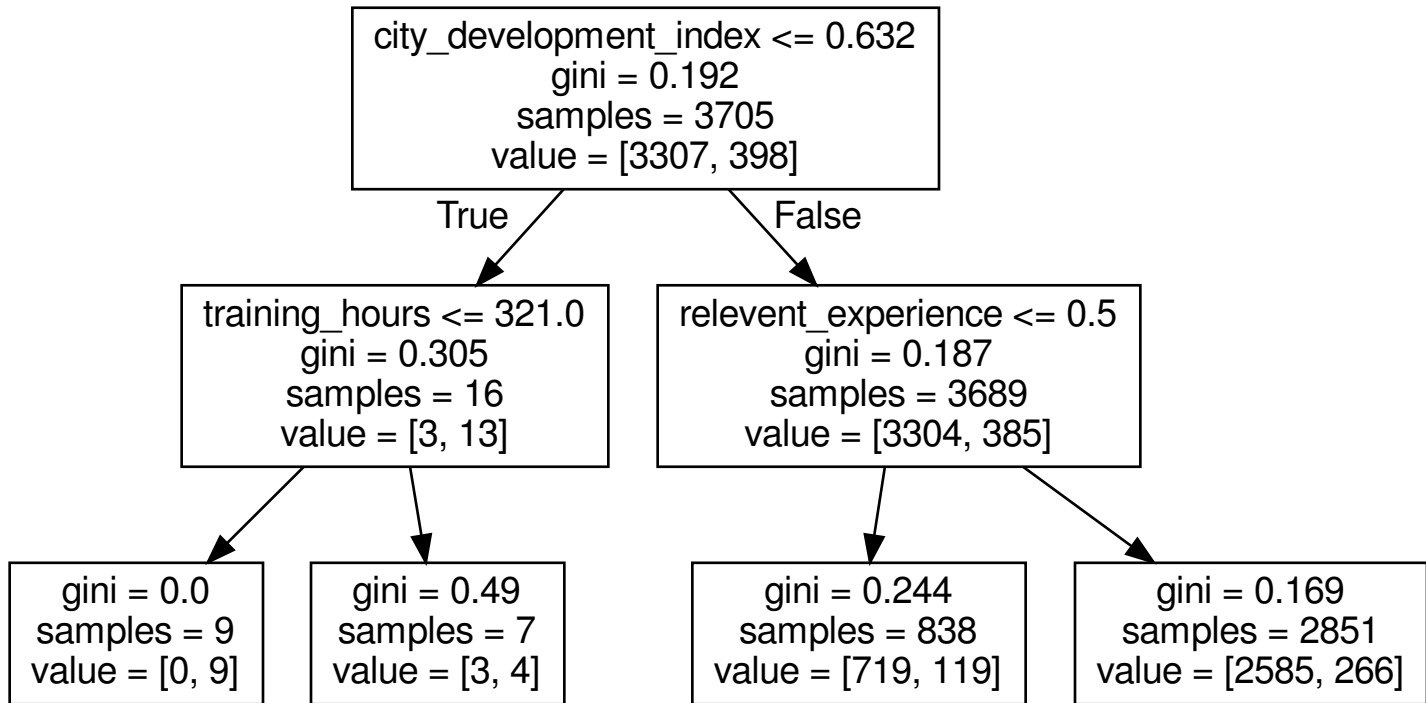 city_development_index <= 0.632
gini = 0.192
samples = 3705
value = [3307, 398]
True
False
training_hours <= 321.0
gini = 0.305
samples = 16
value = [3, 13]
relevent_experience <= 0.5
gini = 0.187
samples = 3689
value = [3304, 385]
gini = 0.0
samples = 9
value = [0, 9]
gini = 0.49
samples = 7
value = [3, 4]
gini = 0.244
samples = 838
value = [719, 119]
gini = 0.169
samples = 2851
value = [2585, 266]